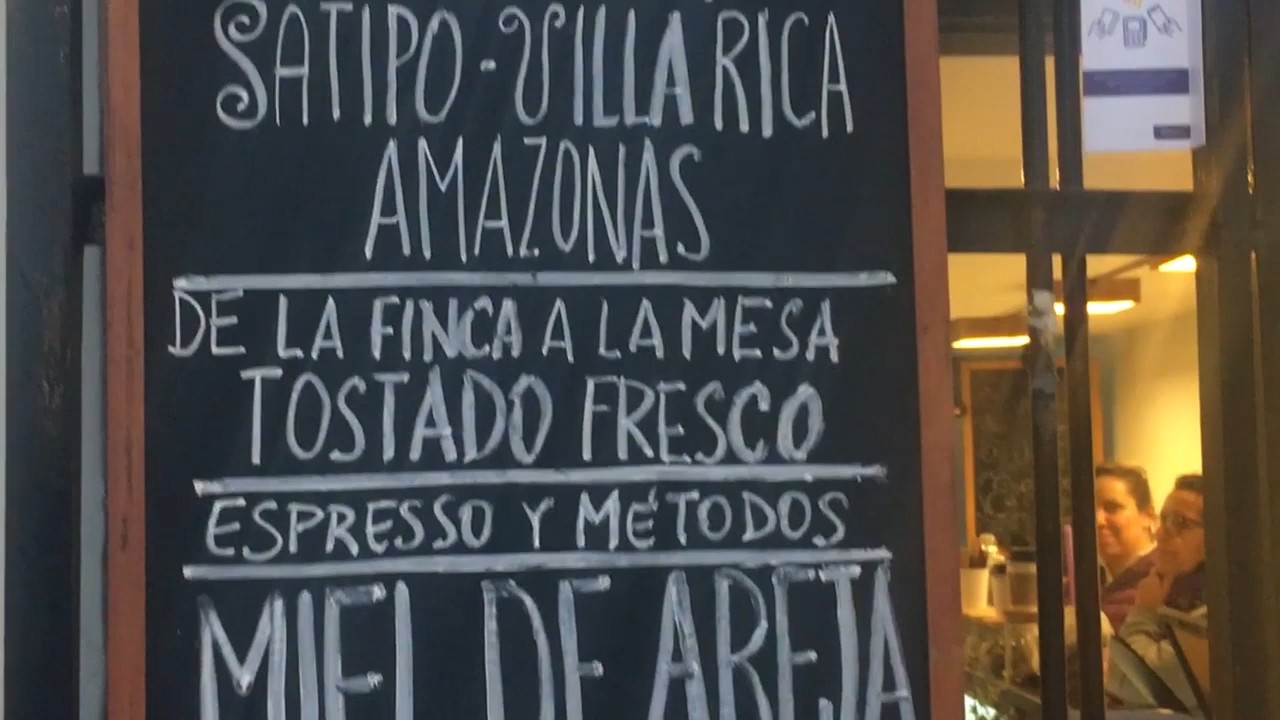 SATIPO - VILLA RICA
AMAZONAS
DE LA FINCA A LA MESA
TOSTADO FRESCO
ESPRESSO Y MÉTODOS
MIEL DE ABEJA